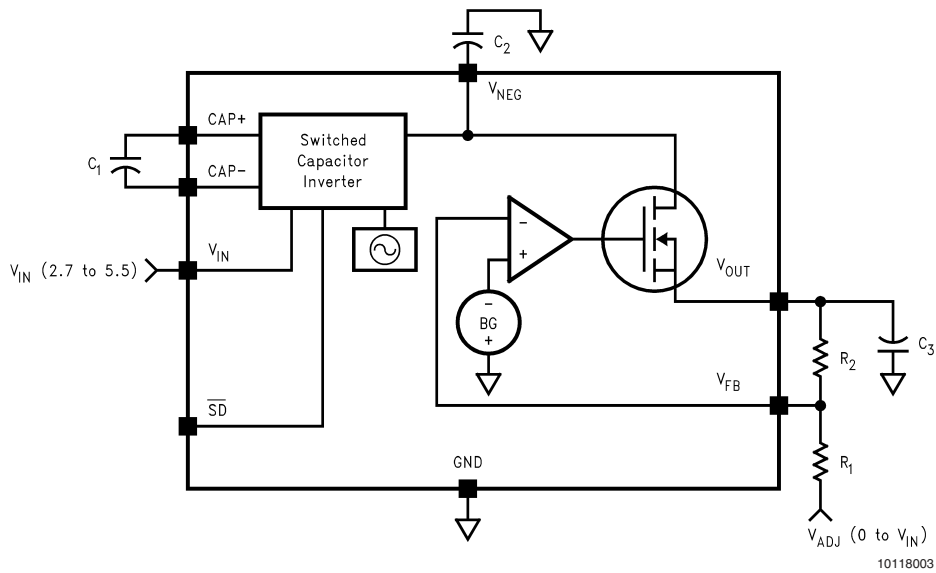 C2
VNEG
CAP+
Switched
Capacitor
Inverter
C1
CAP-
-
VIN
VIN (2.7 to 5.5)
+
VOUT
-
BG
+
C3
R2
VFB
SD
GND
R1
VADJ (0 to VIN)
10118003